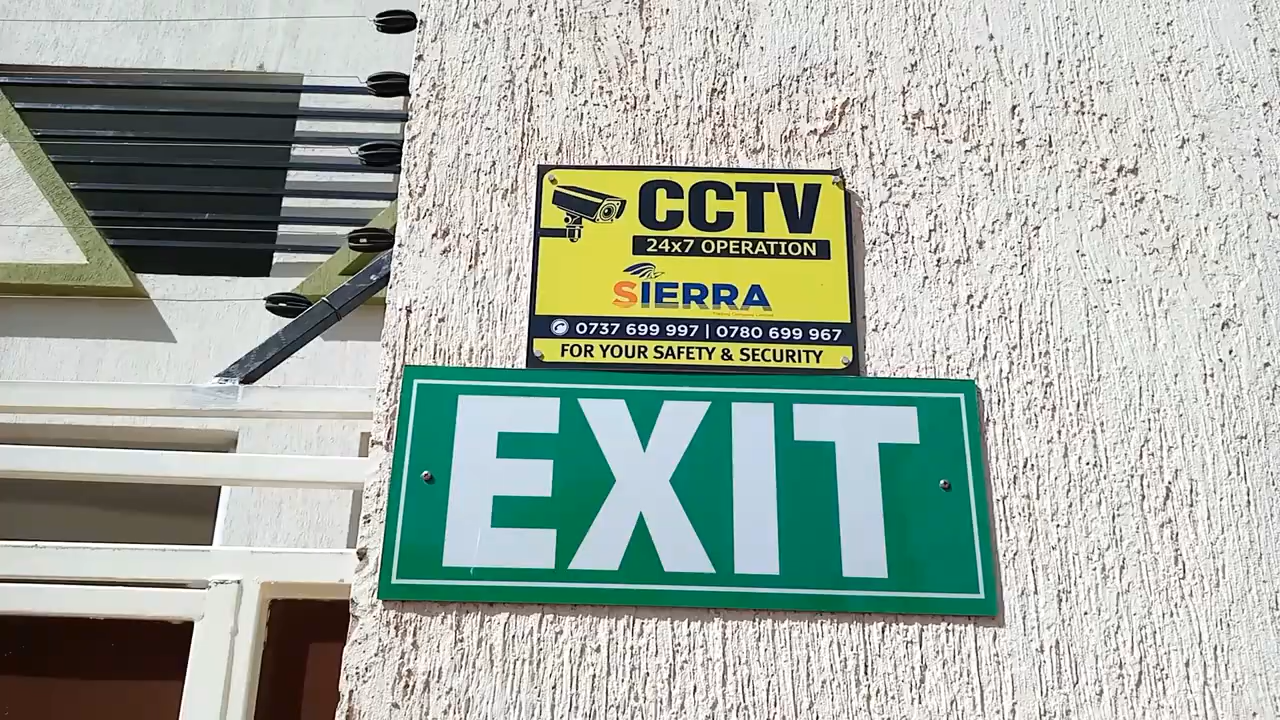 CCTV
24x7 OPERATION
SIERRA
0737 699 997 | 0780 699 967
FOR YOUR SAFETY & SECURITY
EXIT